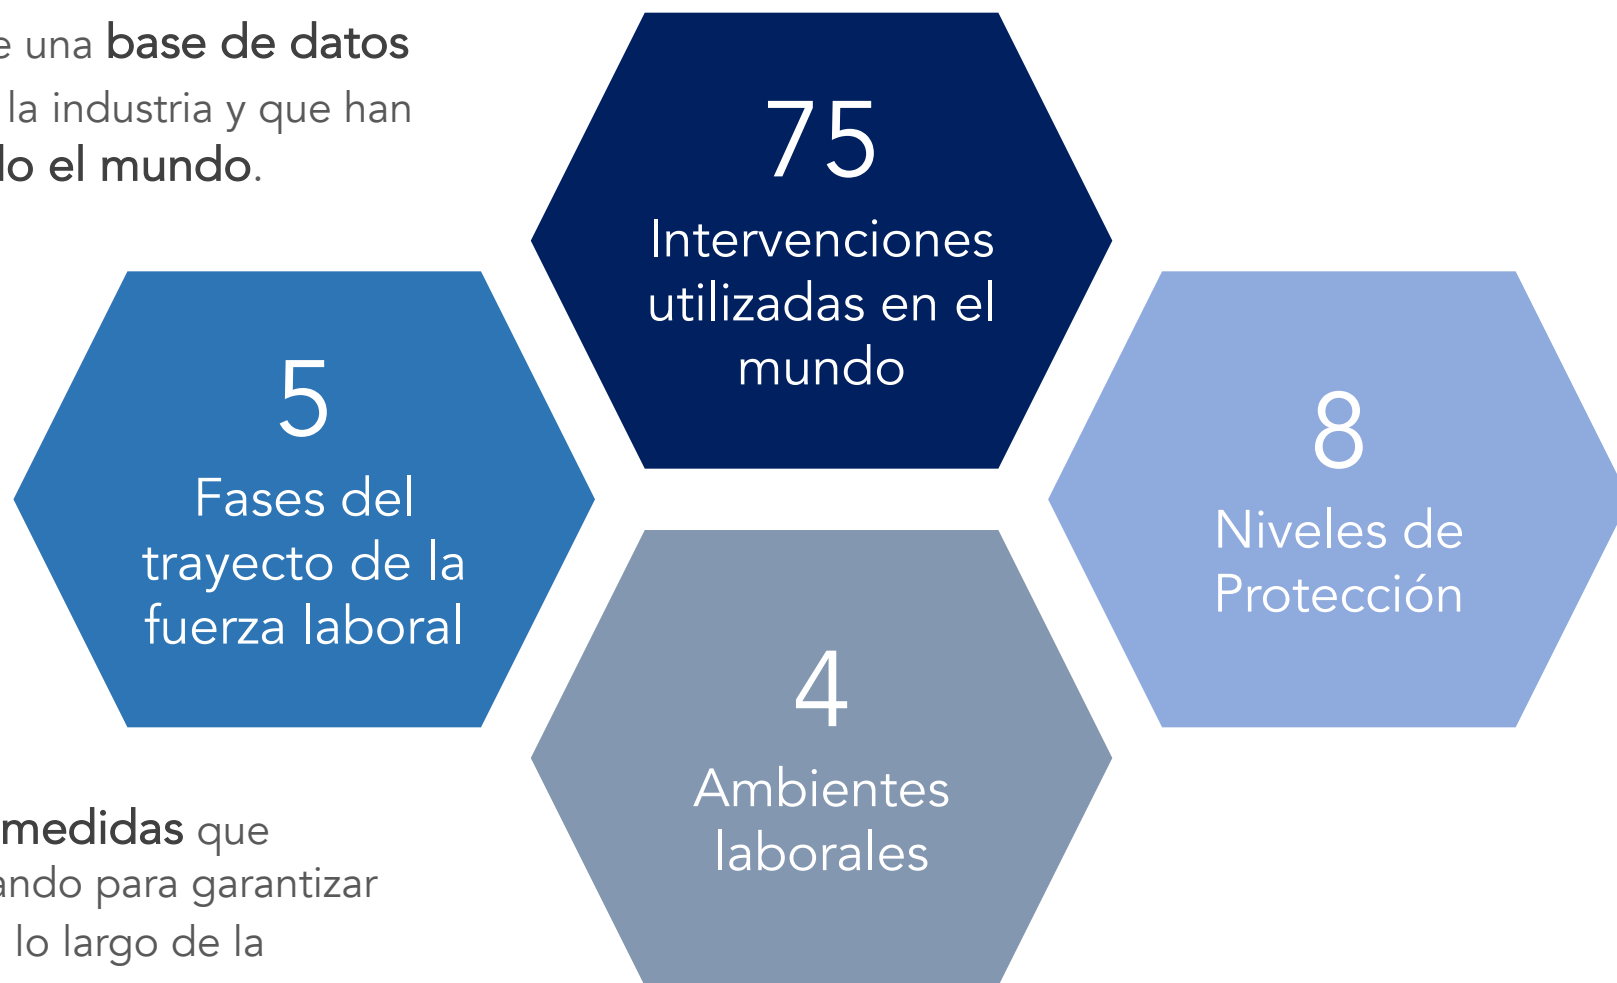 e una base de datos
la industria y que han
do el mundo.
75
Intervenciones
utilizadas en el
mundo
5
Fases del
trayecto de la
fuerza laboral
8
Niveles de
Protección
4
Ambientes
laborales
medidas que
ando para garantizar
lo largo de la